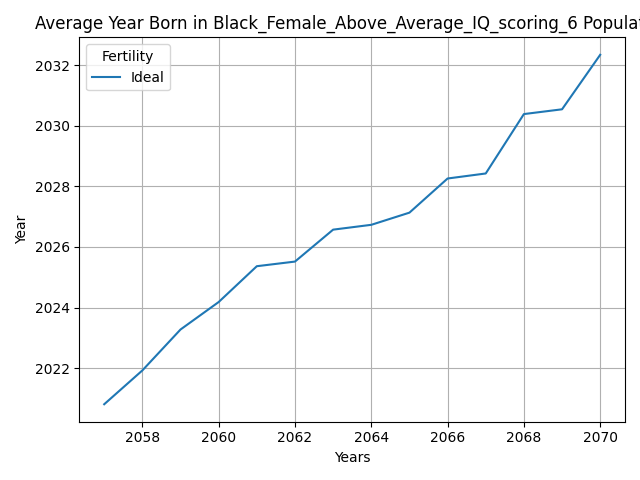 Average Year Born in Black_Female_Above_Average_IQ_scoring_6 Populat
Fertility
Ideal
2032
2030
2028
2026
2024
2022
Year
2058 2060 2062 2064 2066 2068 2070
Years